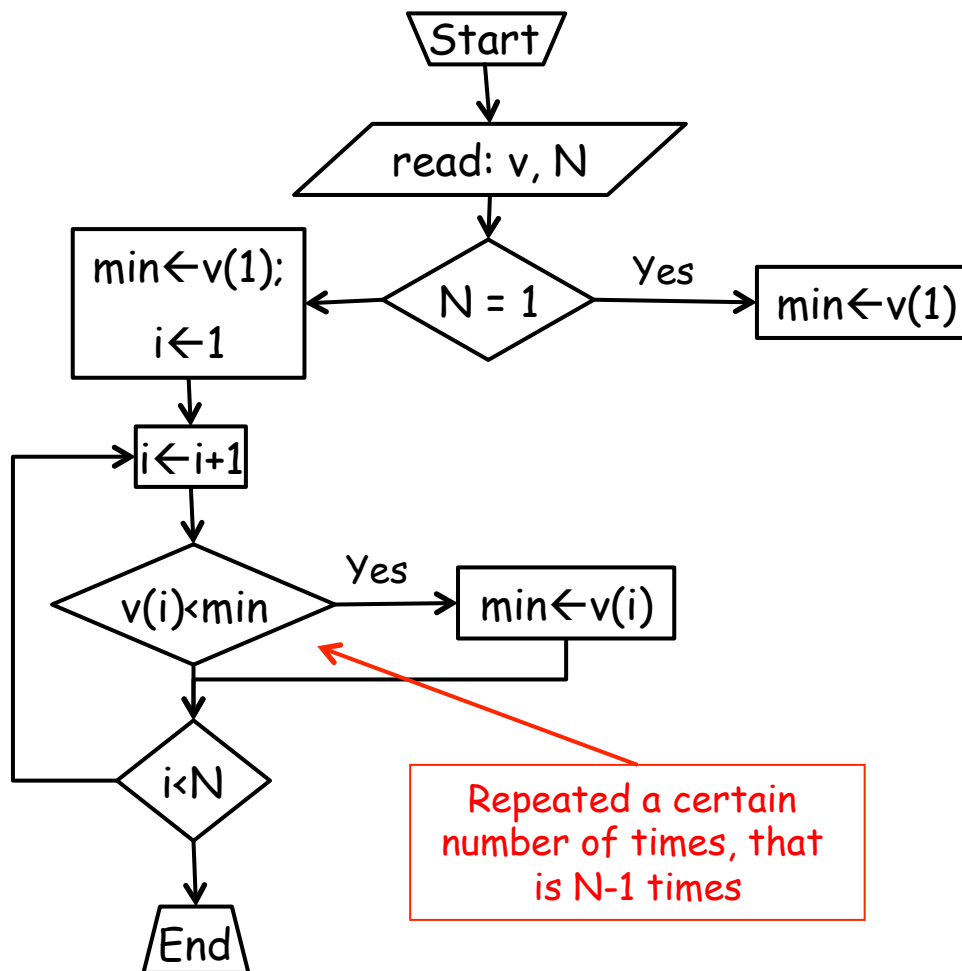 Start
read: v, N
min←v(1);
i←1
N = 1
Yes
min←v(1)
i←i+1
v(i)<min
Yes
min←v(i)
i<N
Repeated a certain
number of times, that
is N-1 times
End